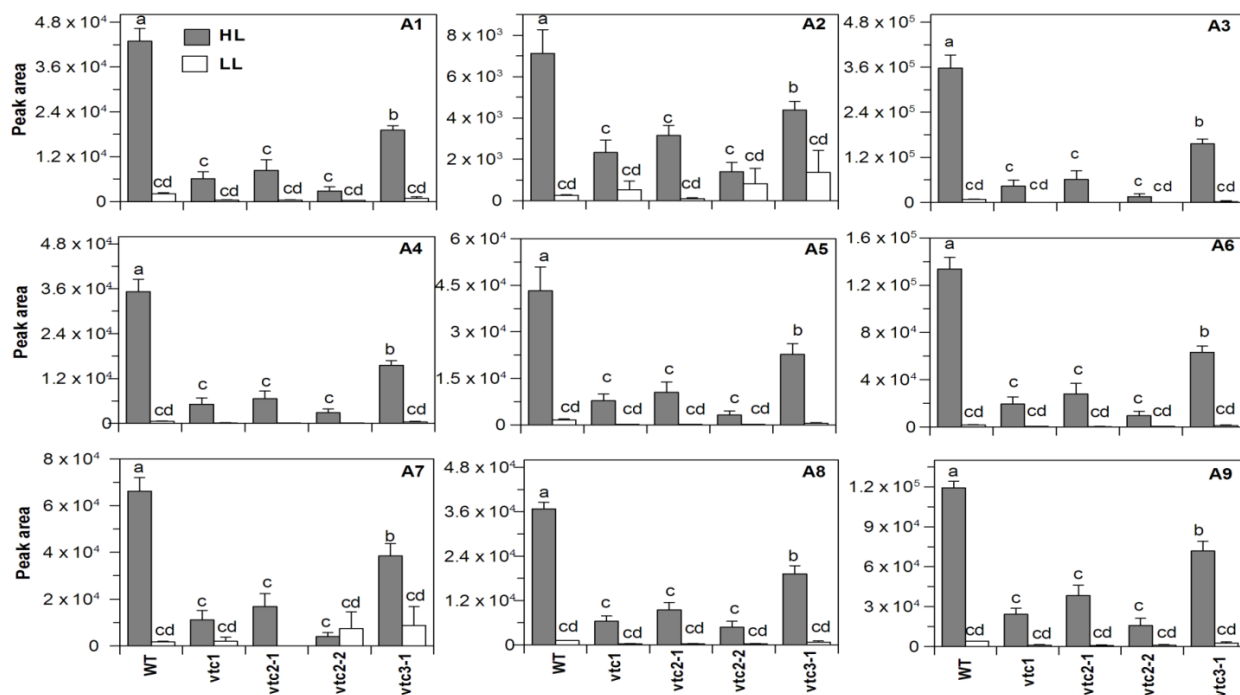 Peak area
4.8 x 10⁴
3.6 x 10⁴
2.4 x 10⁴
1.2 x 10⁴
0
A1
HL
LL
a cd c cd c cd c cd b cd
8 x 10³
6 x 10³
4 x 10³
2 x 10³
0
A2
a cd c cd c cd c cd b cd
4.8 x 10⁵
3.6 x 10⁵
2.4 x 10⁵
1.2 x 10⁵
0
A3
a cd c cd c c cd b cd
Peak area
4.8 x 10⁴
3.6 x 10⁴
2.4 x 10⁴
1.2 x 10⁴
0
A4
a cd c c c b cd
6 x 10⁴
4.5 x 10⁴
3 x 10⁴
1.5 x 10⁴
0
A5
a cd c cd c cd c cd b cd
1.6 x 10⁵
1.2 x 10⁵
8 x 10⁴
4 x 10⁴
0
A6
a cd c cd c cd c cd b cd
Peak area
8 x 10⁴
6 x 10⁴
4 x 10⁴
2 x 10⁴
0
A7
a cd c cd c c cd b cd
WT vtc1 vtc2-1 vtc2-2 vtc3-1
4.8 x 10⁴
3.6 x 10⁴
2.4 x 10⁴
1.2 x 10⁴
0
A8
a cd c cd c cd c cd b cd
WT vtc1 vtc2-1 vtc2-2 vtc3-1
1.2 x 10⁵
9 x 10⁴
6 x 10⁴
3 x 10⁴
0
A9
a cd c cd c cd c cd b cd
WT vtc1 vtc2-1 vtc2-2 vtc3-1